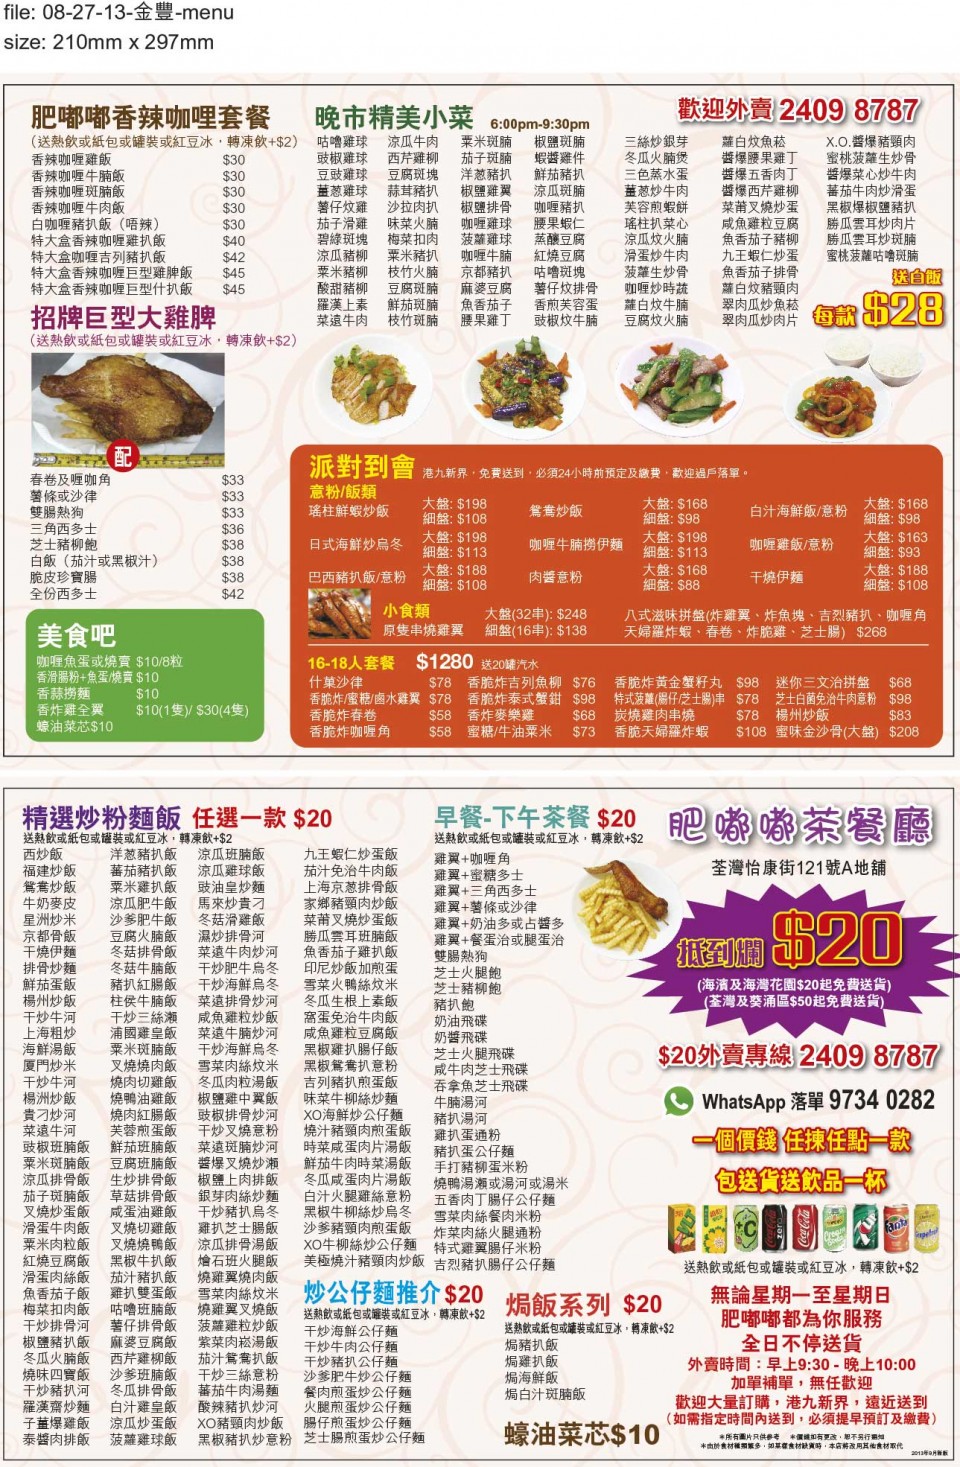 file: 08-27-13-金豐-menu
size: 210mm x 297mm
肥嘟嘟香辣咖哩套餐
(送熱飲或紙包或罐裝或紅豆冰，轉凍飲+$2)
香辣咖喱雞飯 $30
香辣咖喱牛腩飯 $30
香辣咖喱斑腩飯 $30
香辣咖喱牛肉飯 $30
白咖喱豬扒飯（唔辣） $30
特大盒香辣咖喱雞扒飯 $40
特大盒咖喱吉列豬扒飯 $42
特大盒香辣咖喱巨型雞脾飯 $45
特大盒香辣咖喱巨型什扒飯 $45
招牌巨型大雞脾
(送熱飲或紙包或罐裝或紅豆冰，轉凍飲+$2)
配
春卷及喱咖角 $33
薯條或沙律 $33
雙腸熱狗 $33
三角西多士 $36
芝士豬柳飽 $38
白飯（茄汁或黑椒汁） $38
脆皮珍寶腸 $38
全份西多士 $42
美食吧
咖喱魚蛋或燒賣 $10/8粒
香滑腸粉+魚蛋/燒賣 $10
香蒜撈麵 $10
香炸雞全翼 $10(1隻)/ $30(4隻)
蠔油菜芯$10
晚市精美小菜 6:00pm-9:30pm
歡迎外賣 2409 8787
咕嚕雞球 涼瓜牛肉 粟米斑腩 椒鹽斑腩 三絲炒銀芽 蘿白炆魚菘 X.O.醬爆豬頸肉
豉椒雞球 西芹雞柳 茄子斑腩 蝦醬雞件 冬瓜火腩煲 醬爆腰果雞丁 蜜桃菠蘿生炒骨
豆豉雞球 豆腐斑塊 洋蔥豬扒 鮮茄豬扒 三色蒸水蛋 醬爆五香肉丁 醬爆菜心炒牛肉
薑蔥雞球 蒜茸豬扒 椒鹽雞翼 涼瓜斑腩 薑蔥炒牛肉 醬爆西芹雞柳 蕃茄牛肉炒滑蛋
薯仔炆雞 沙拉肉扒 椒鹽排骨 咖喱豬扒 芙容煎蝦餅 菜莆叉燒炒蛋 黑椒爆椒鹽豬扒
茄子滑雞 味菜火腩 咖喱雞球 腰果蝦仁 瑤柱扒菜心 咸魚雞粒豆腐 勝瓜雲耳炒肉片
碧綠斑塊 梅菜扣肉 菠蘿雞球 蒸釀豆腐 涼瓜炆火腩 魚香茄子豬柳 勝瓜雲耳炒斑腩
涼瓜豬柳 粟米豬扒 咖喱牛腩 紅燒豆腐 滑蛋炒牛肉 九王蝦仁炒蛋 蜜桃菠蘿咕嚕斑腩
粟米豬柳 枝竹火腩 京都豬扒 咕嚕斑塊 菠蘿生炒骨 魚香茄子排骨
酸甜豬柳 豆腐斑腩 麻婆豆腐 薯仔炆排骨 咖喱炒時蔬 蘿白炆豬頸肉
羅漢上素 鮮茄斑腩 魚香茄子 香煎芙容蛋 蘿白炆牛腩 翠肉瓜炒魚菘
菜遠牛肉 枝竹斑腩 腰果雞丁 豉椒炆牛腩 豆腐炆火腩 翠肉瓜炒肉片
送白飯
每款 $28
派對到會 港九新界，免費送到，必須24小時前預定及繳費，歡迎過戶落單。
意粉/飯類
瑤柱鮮蝦炒飯 大盤: $198 細盤: $108 鴛鴦炒飯 大盤: $168 細盤: $98 白汁海鮮飯/意粉 大盤: $168 細盤: $98
日式海鮮炒烏冬 大盤: $198 細盤: $113 咖喱牛腩撈伊麵 大盤: $198 細盤: $113 咖喱雞飯/意粉 大盤: $163 細盤: $93
巴西豬扒飯/意粉 大盤: $188 細盤: $108 肉醬意粉 大盤: $168 細盤: $88 干燒伊麵 大盤: $188 細盤: $108
小食類
原隻串燒雞翼 大盤(32串): $248 細盤(16串): $138
八式滋味拼盤(炸雞翼、炸魚塊、吉烈豬扒、咖喱角
天婦羅炸蝦、春卷、炸脆雞、芝士腸) $268
16-18人套餐 $1280 送20罐汽水
什菓沙律 $78 香脆炸吉列魚柳 $76 香脆炸黃金蟹籽丸 $98 迷你三文治拼盤 $68
香脆炸/蜜糖/鹵水雞翼 $78 香脆炸泰式蟹鉗 $98 特式菠蘿(腸仔/芝士腸)串 $78 芝士白菌免治牛肉意粉 $98
香脆炸春卷 $58 香炸麥樂雞 $68 炭燒雞肉串燒 $78 楊州炒飯 $83
香脆炸咖喱角 $58 蜜糖/牛油粟米 $73 香脆天婦羅炸蝦 $108 蜜味金沙骨(大盤) $208
精選炒粉麵飯 任選一款 $20
送熱飲或紙包或罐裝或紅豆冰，轉凍飲+$2
西炒飯 洋蔥豬扒飯 涼瓜班腩飯 九王蝦仁炒蛋飯
福建炒飯 蕃茄豬扒飯 涼瓜雞球飯 茄汁免治牛肉飯
鴛鴦炒飯 粟米雞扒飯 豉油皇炒麵 上海京蔥排骨飯
牛奶麥皮 涼瓜肥牛飯 馬來炒貴刁 家鄉豬頸肉炒飯
星洲炒米 沙爹肥牛飯 冬菇滑雞飯 菜莆叉燒炒蛋飯
京都骨飯 豆腐火腩飯 濕炒排骨河 勝瓜雲耳班腩飯
干燒伊麵 冬菇排骨飯 菜遠牛肉炒河 魚香茄子雞扒飯
排骨炒麵 冬菇牛腩飯 干炒肥牛烏冬 印尼炒飯加煎蛋
鮮茄蛋飯 豬扒紅腸飯 干炒海鮮烏冬 雪菜火鴨絲炆米
楊州炒飯 柱侯牛腩飯 菜遠排骨炒河 冬瓜生根上素飯
干炒牛河 干炒三絲瀨 咸魚雞粒炒飯 窩蛋免治牛肉飯
上海粗炒 浦國雞皇飯 菜遠牛腩炒河 咸魚雞粒豆腐飯
海鮮湯飯 粟米斑腩飯 干炒海鮮烏冬 黑椒雞扒腸仔飯
厦門炒米 叉燒燒肉飯 雪菜肉絲炆米 黑椒鴛鴦扒意粉
干炒牛河 燒肉切雞飯 冬瓜肉粒湯飯 吉列豬扒煎蛋飯
楊洲炒飯 燒鴨油雞飯 椒鹽雞中翼飯 味菜牛柳絲炒麵
貴刁炒河 燒肉紅腸飯 豉椒排骨炒河 XO海鮮炒公仔麵
菜遠牛河 芙蓉煎蛋飯 干炒叉燒意粉 燒汁豬頸肉煎蛋飯
豉椒班腩飯 鮮茄班腩飯 菜遠斑腩炒河 時菜咸蛋肉片湯飯
粟米斑腩飯 豆腐班腩飯 醬爆叉燒炒瀨 鮮茄牛肉時菜湯飯
涼瓜排骨飯 生炒排骨飯 椒鹽上肉排飯 冬瓜咸蛋肉片湯飯
茄子斑腩飯 草菇排骨飯 銀芽肉絲炒麵 白汁火腿雞絲意粉
叉燒炒蛋飯 咸蛋油雞飯 干炒豬扒烏冬 黑椒牛柳絲炒烏冬
滑蛋牛肉飯 叉燒切雞飯 雞扒芝士腸飯 沙爹豬頸肉煎蛋飯
粟米肉粒飯 叉燒燒鴨飯 涼瓜排骨湯飯 XO牛柳絲炒公仔麵
紅燒豆腐飯 黑椒牛扒飯 燴石班火腿飯 美極燒汁豬頸肉炒飯
滑蛋肉絲飯 茄汁豬扒飯 燒雞翼燒肉飯
魚香茄子飯 雞扒雙蛋飯 雪菜肉絲炆米
梅菜扣肉飯 咕嚕班腩飯 燒雞翼叉燒飯
干炒排骨河 薯仔排骨飯 菠蘿雞粒炒飯
椒鹽豬扒飯 麻婆豆腐飯 紫菜肉崧湯飯
冬瓜火腩飯 西芹雞柳飯 茄汁鴛鴦扒飯
燒味四寶飯 沙爹班腩飯 干炒三絲意粉
干炒豬扒河 冬瓜排骨飯 蕃茄牛肉湯麵
羅漢齋炒麵 白汁雞皇飯 酸辣豬扒炒河
子薑爆雞飯 涼瓜炒蛋飯 XO豬頸肉炒飯
泰醬肉排飯 菠蘿雞球飯 黑椒豬扒炒意粉
炒公仔麵推介 $20
送熱飲或紙包或罐裝或紅豆冰，轉凍飲+$2
干炒海鮮公仔麵
干炒牛肉公仔麵
干炒豬扒公仔麵
沙爹肥牛炒公仔麵
餐肉煎蛋炒公仔麵
火腿煎蛋炒公仔麵
腸仔煎蛋炒公仔麵
芝士腸煎蛋炒公仔麵
早餐-下午茶餐 $20
送熱飲或紙包或罐裝或紅豆冰，轉凍飲+$2
雞翼+咖喱角
雞翼+蜜糖多士
雞翼+三角西多士
雞翼+薯條或沙律
雞翼+奶油多或占醬多
雞翼+餐蛋治或腿蛋治
雙腸熱狗
芝士火腿飽
芝士豬柳飽
豬扒飽
奶油飛碟
奶醬飛碟
芝士火腿飛碟
咸牛肉芝士飛碟
吞拿魚芝士飛碟
牛腩湯河
豬扒湯河
雞扒蛋通粉
豬扒蛋公仔麵
手打豬柳蛋米粉
燒鴨湯瀨或湯河或湯米
五香肉丁腸仔公仔麵
雪菜肉絲餐肉米粉
炸菜肉絲火腿通粉
特式雞翼腸仔米粉
吉烈豬扒腸仔公仔麵
焗飯系列 $20
送熱飲或紙包或罐裝或紅豆冰，轉凍飲+$2
焗豬扒飯
焗雞扒飯
焗海鮮飯
焗白汁斑腩飯
蠔油菜芯$10
肥嘟嘟茶餐廳
荃灣怡康街121號A地舖
抵到爛 $20
(海濱及海灣花園$20起免費送貨)
(荃灣及葵涌區$50起免費送貨)
$20外賣專線 2409 8787
WhatsApp 落單 9734 0282
一個價錢 任揀任點一款
包送貨送飲品一杯
送熱飲或紙包或罐裝或紅豆冰，轉凍飲+$2
無論星期一至星期日
肥嘟嘟都為你服務
全日不停送貨
外賣時間：早上9:30 - 晚上10:00
加單補單，無任歡迎
歡迎大量訂購，港九新界，遠近送到
(如需指定時間內送到，必須提早預訂及繳費)
＊所有圖片只供參考 ＊價錢如有更改，恕不另行通知
＊由於食材種類繁多，如某樣食材缺貨時，本店將改用其他食材取代
2013年9月新版